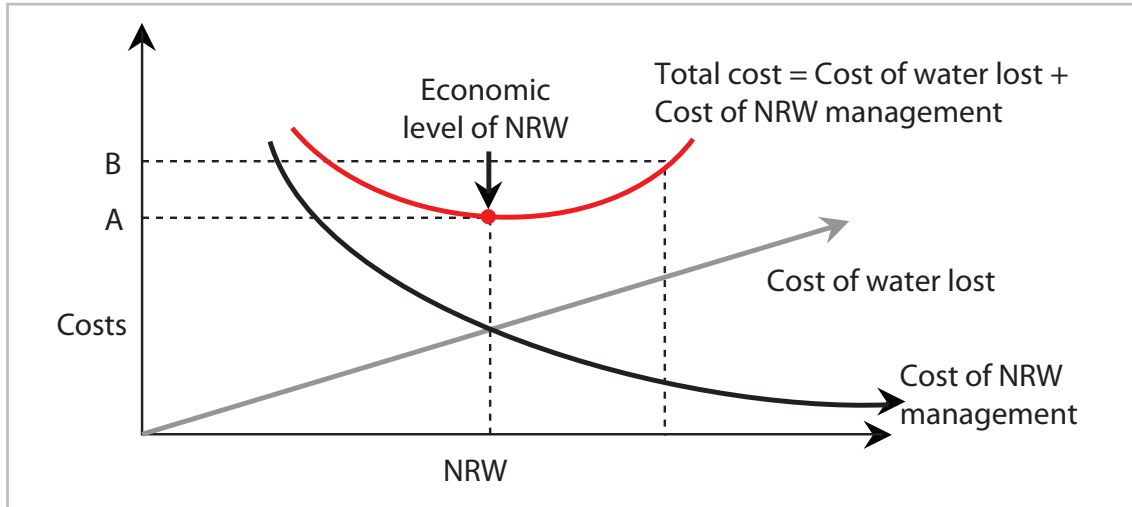 Total cost = Cost of water lost +
Cost of NRW management
Economic
level of NRW
B
A
Cost of water lost
Costs
Cost of NRW
management
NRW